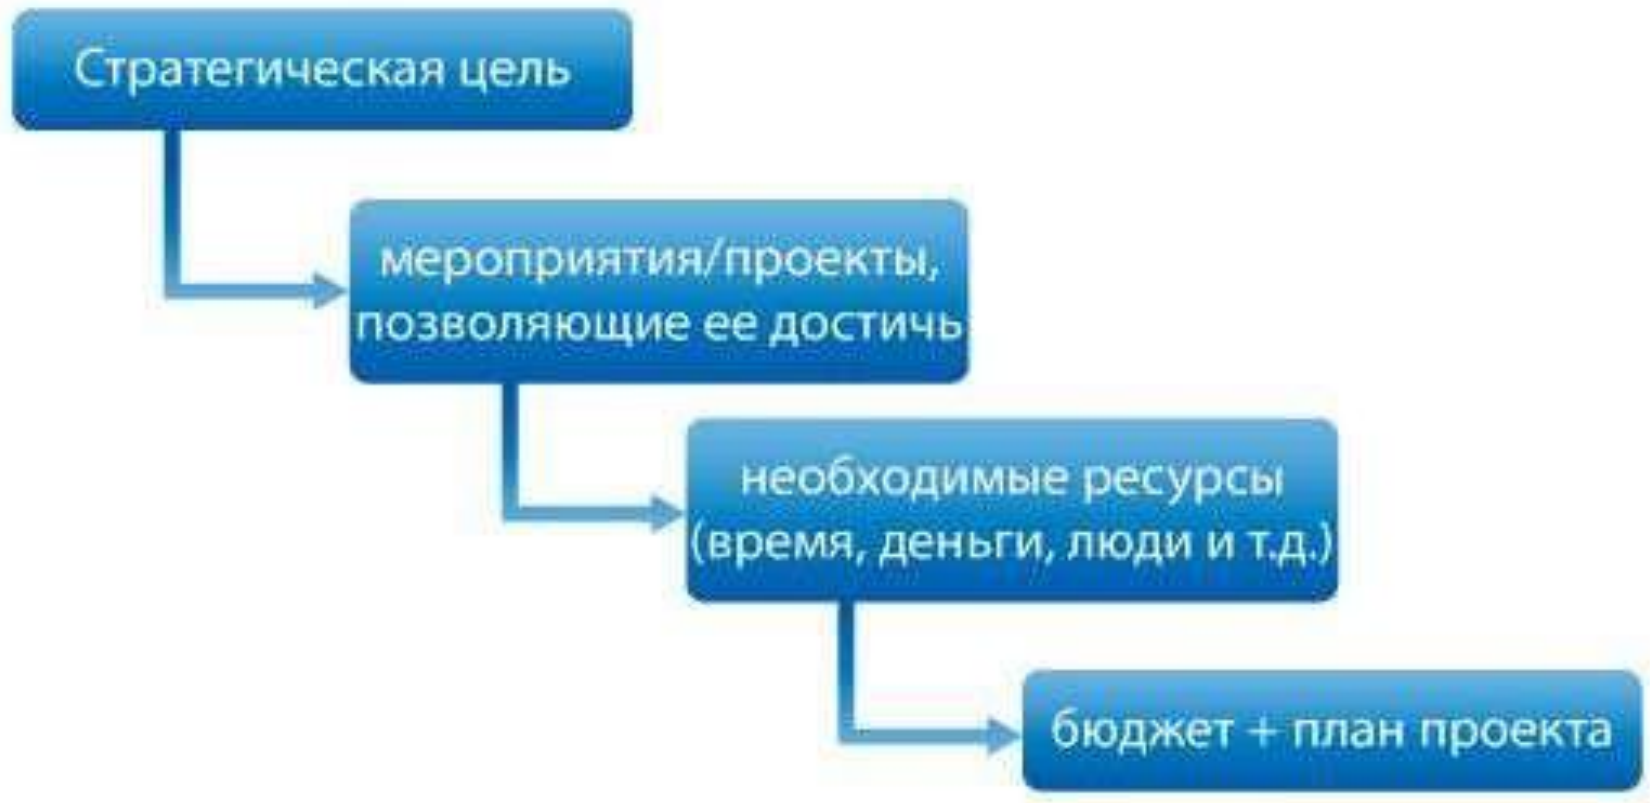 Стратегическая цель
мероприятия/проекты,
позволяющие ее достичь
необходимые ресурсы
(время, деньги, люди и т.д.)
бюджет + план проекта